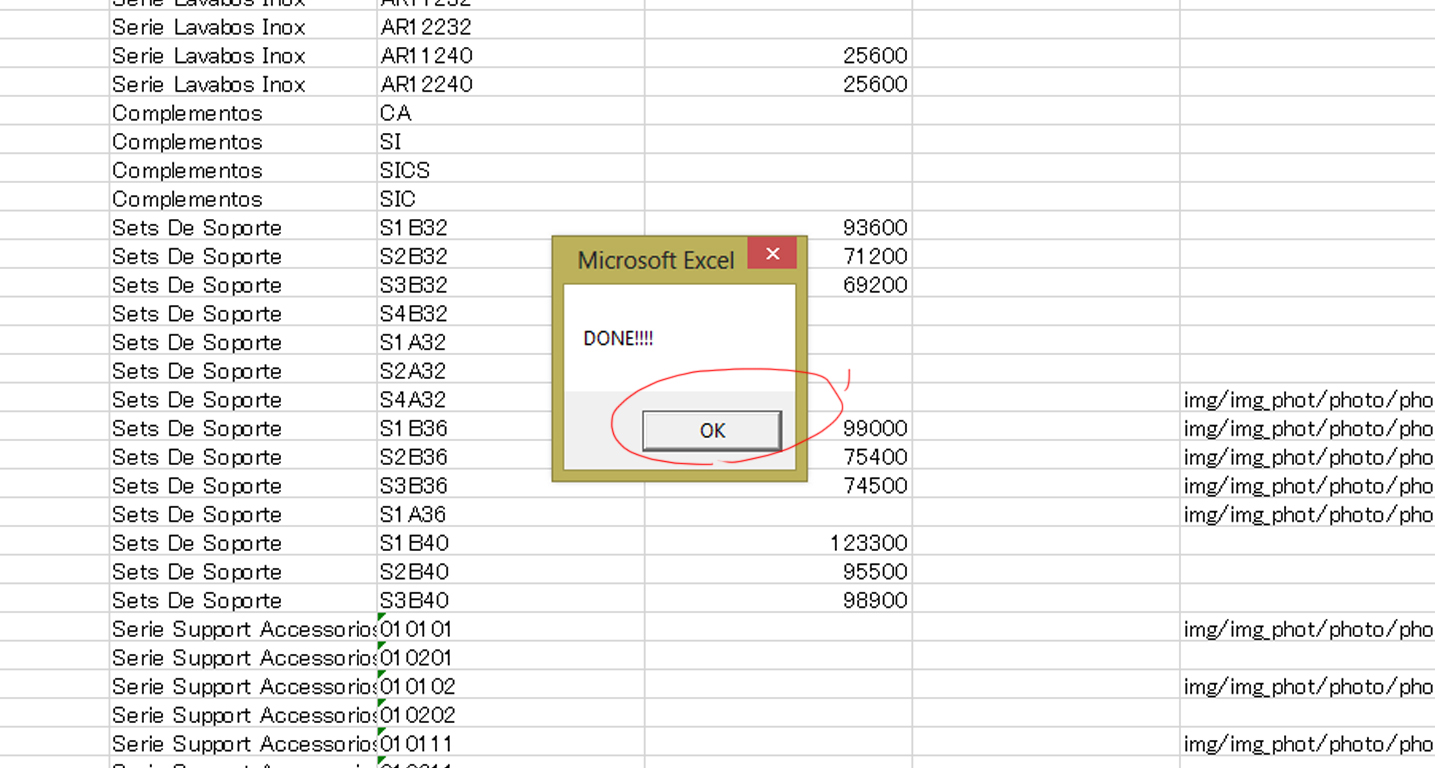 Serie Lavabos Inox AR11232
Serie Lavabos Inox AR12232
Serie Lavabos Inox AR11240 25600
Serie Lavabos Inox AR12240 25600
Complementos CA
Complementos SI
Complementos SICS
Complementos SIC
Sets De Soporte S1B32 93600
Sets De Soporte S2B32 71200
Sets De Soporte S3B32 69200
Sets De Soporte S4B32
Sets De Soporte S1A32
Sets De Soporte S2A32
Sets De Soporte S4A32 img/img_phot/photo/pho
Sets De Soporte S1B36 99000 img/img_phot/photo/pho
Sets De Soporte S2B36 75400 img/img_phot/photo/pho
Sets De Soporte S3B36 74500 img/img_phot/photo/pho
Sets De Soporte S1A36 img/img_phot/photo/pho
Sets De Soporte S1B40 123300
Sets De Soporte S2B40 95500
Sets De Soporte S3B40 98900
Serie Support Accessorios 010101 img/img_phot/photo/pho
Serie Support Accessorios 010201
Serie Support Accessorios 010102 img/img_phot/photo/pho
Serie Support Accessorios 010202
Serie Support Accessorios 010111 img/img_phot/photo/pho
Microsoft Excel
DONE!!!!
OK